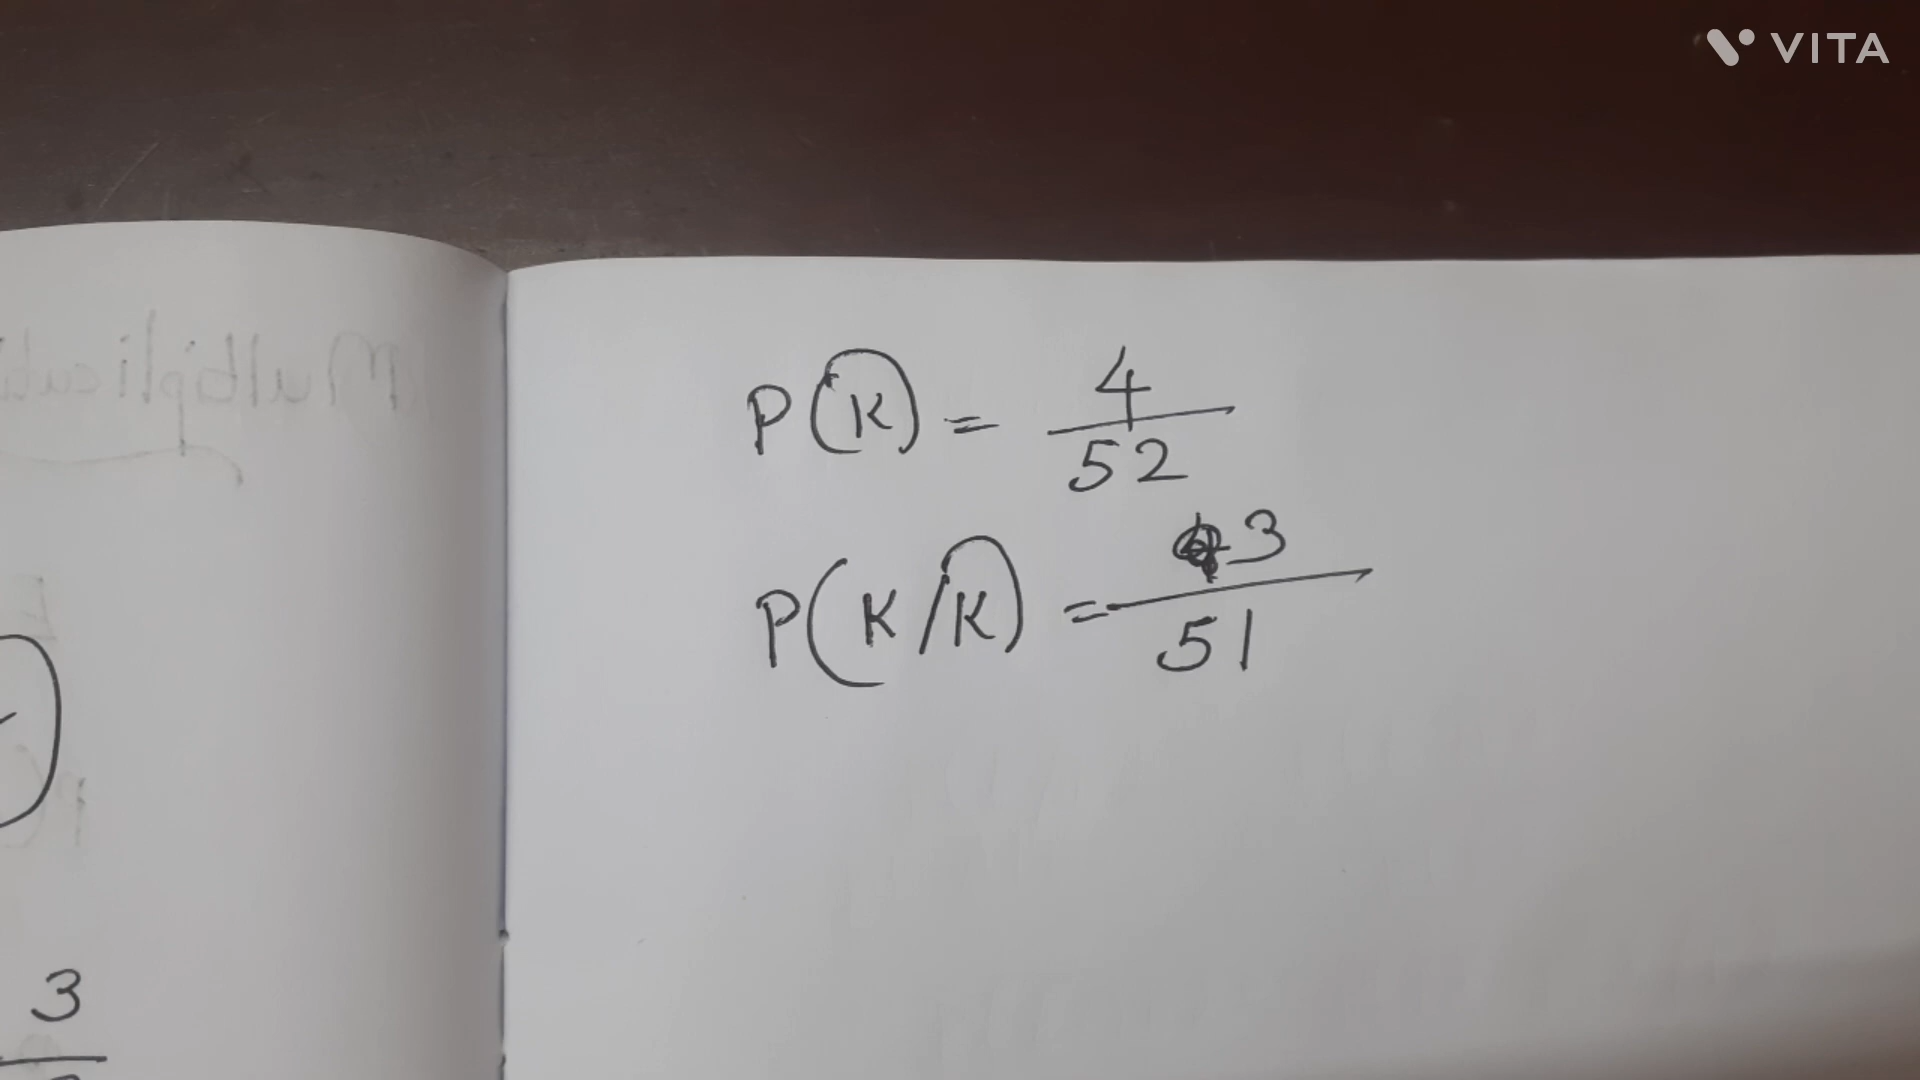 VITA
P(K) = 4/52
P(K/K) = 3/51
3